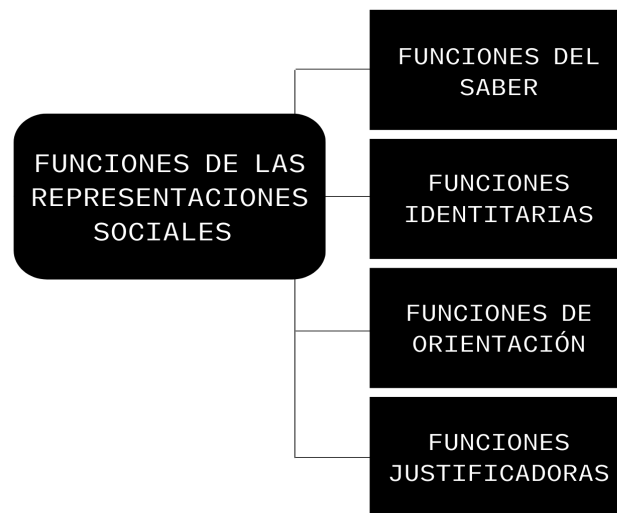 FUNCIONES DE LAS
REPRESENTACIONES
SOCIALES
FUNCIONES DEL
SABER
FUNCIONES
IDENTITARIAS
FUNCIONES DE
ORIENTACIÓN
FUNCIONES
JUSTIFICADORAS